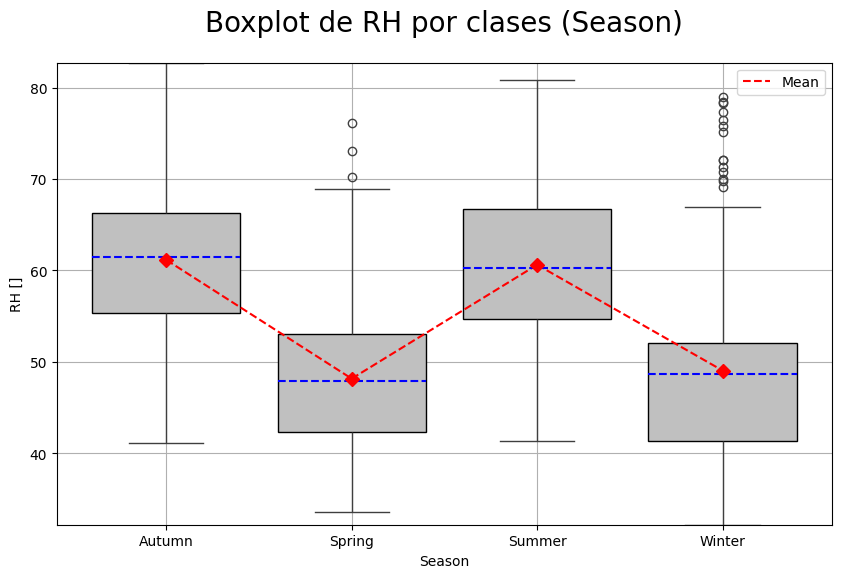 Boxplot de RH por clases (Season)
Mean
80
70
60
50
40
RH []
Autumn
Spring
Summer
Winter
Season